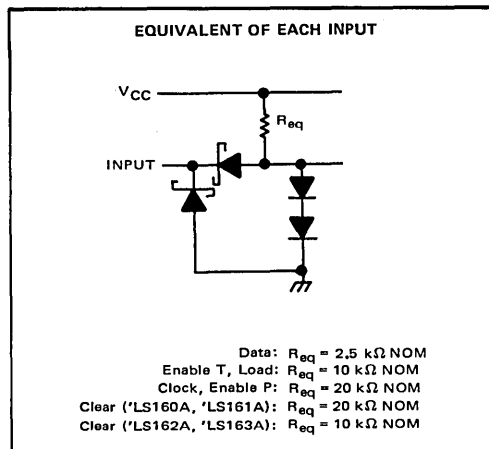 EQUIVALENT OF EACH INPUT
VCC
Req
INPUT
Data: Req = 2.5 kΩ NOM
Enable T, Load: Req = 10 kΩ NOM
Clock, Enable P: Req = 20 kΩ NOM
Clear ('LS160A, 'LS161A): Req = 20 kΩ NOM
Clear ('LS162A, 'LS163A): Req = 10 kΩ NOM